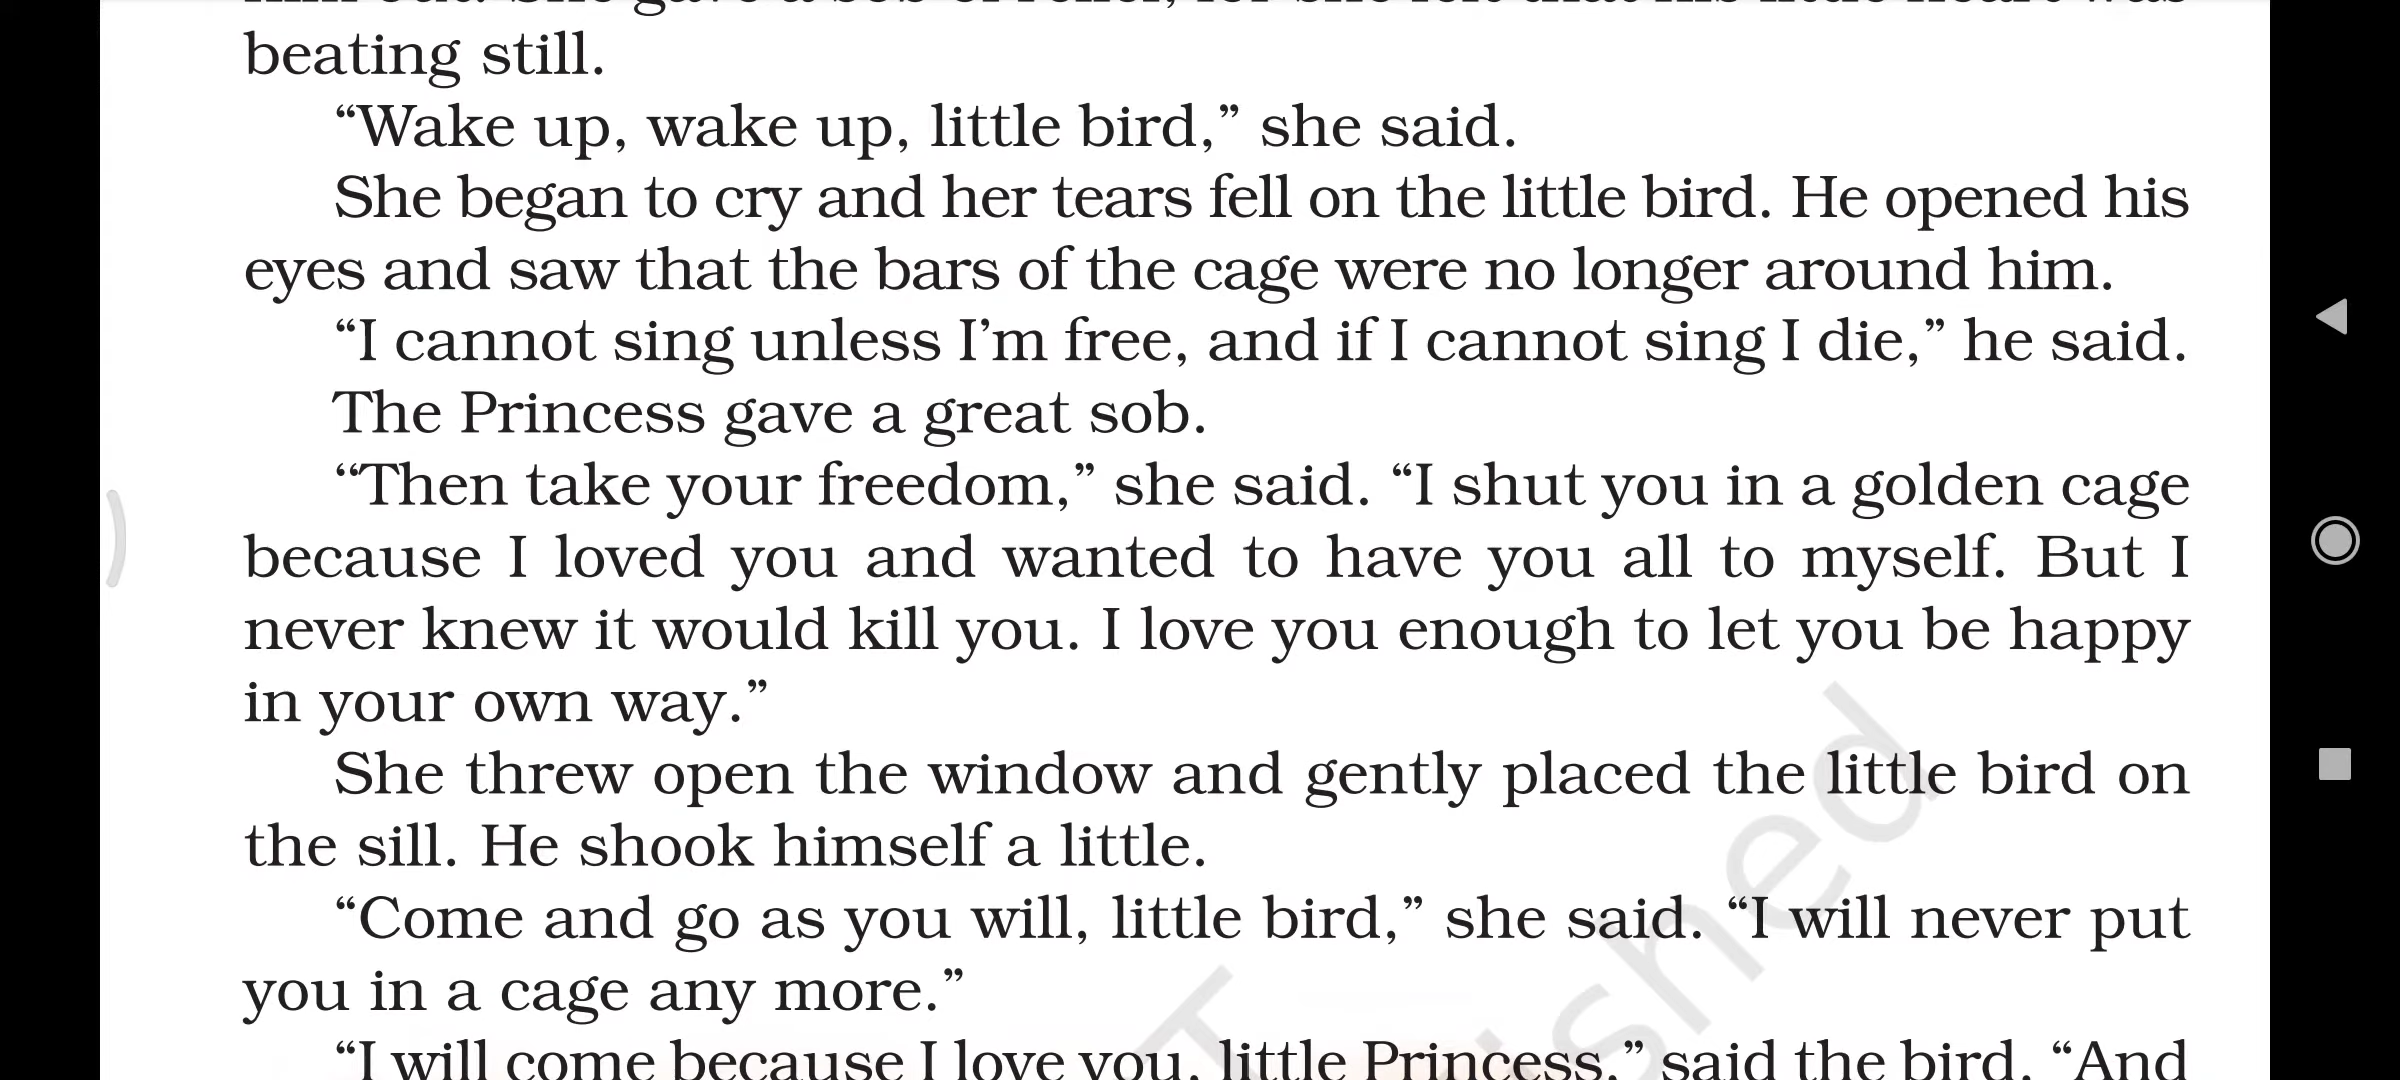 beating still.
“Wake up, wake up, little bird,” she said.
She began to cry and her tears fell on the little bird. He opened his
eyes and saw that the bars of the cage were no longer around him.
“I cannot sing unless I’m free, and if I cannot sing I die,” he said.
The Princess gave a great sob.
“Then take your freedom,” she said. “I shut you in a golden cage
because I loved you and wanted to have you all to myself. But I
never knew it would kill you. I love you enough to let you be happy
in your own way.”
She threw open the window and gently placed the little bird on
the sill. He shook himself a little.
“Come and go as you will, little bird,” she said. “I will never put
you in a cage any more.”
“I will come because I love you, little Princess,” said the bird. “And